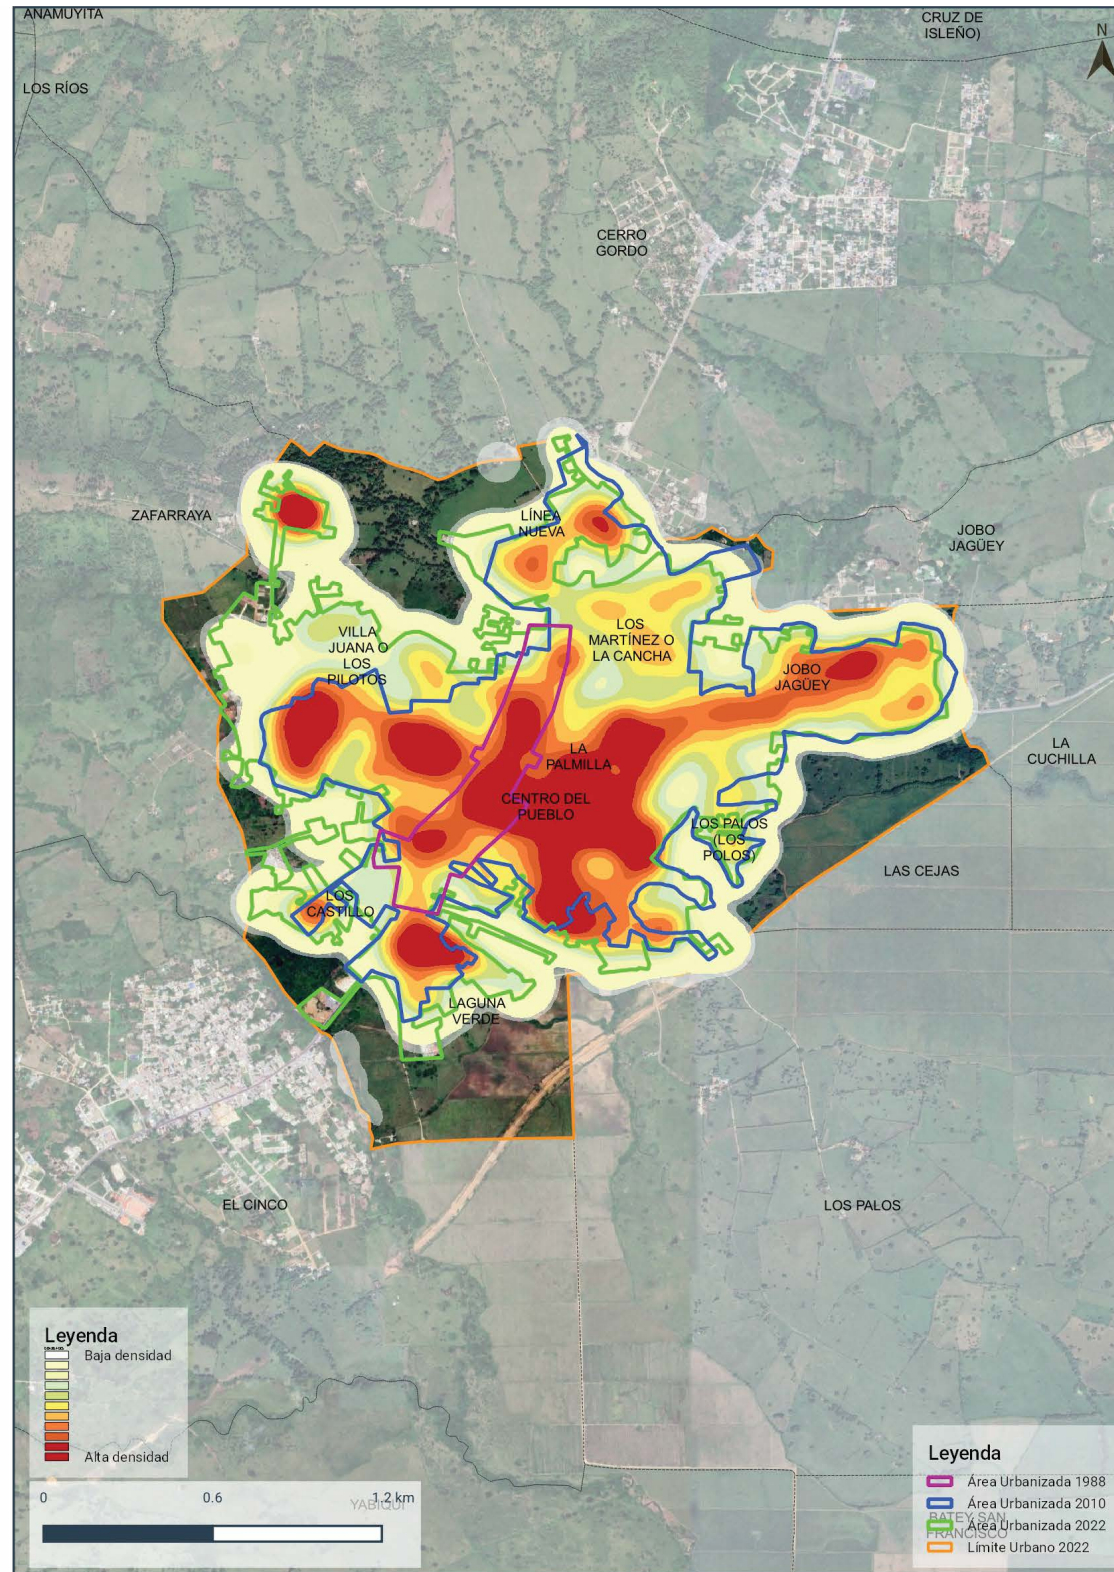 ANAMUYITA
CRUZ DE
ISLEÑO)
N
LOS RÍOS
CERRO
GORDO
ZAFARRAYA
LÍNEA
NUEVA
JOBO
JAGÜEY
VILLA
JUANA O
LOS
PILOTOS
LOS
MARTÍNEZ O
LA CANCHA
JOBO
JAGÜEY
LA
PALMILLA
LA
CUCHILLA
CENTRO DEL
PUEBLO
LOS PALOS
(LOS
POLOS)
LAS CEJAS
LOS
CASTILLO
LAGUNA
VERDE
EL CINCO
LOS PALOS
Leyenda
Baja densidad
Alta densidad
0 0.6 1.2 km
YABIQUI
Leyenda
Área Urbanizada 1988
Área Urbanizada 2010
BATEY SAN
Área Urbanizada 2022
FRANCISCO
Límite Urbano 2022